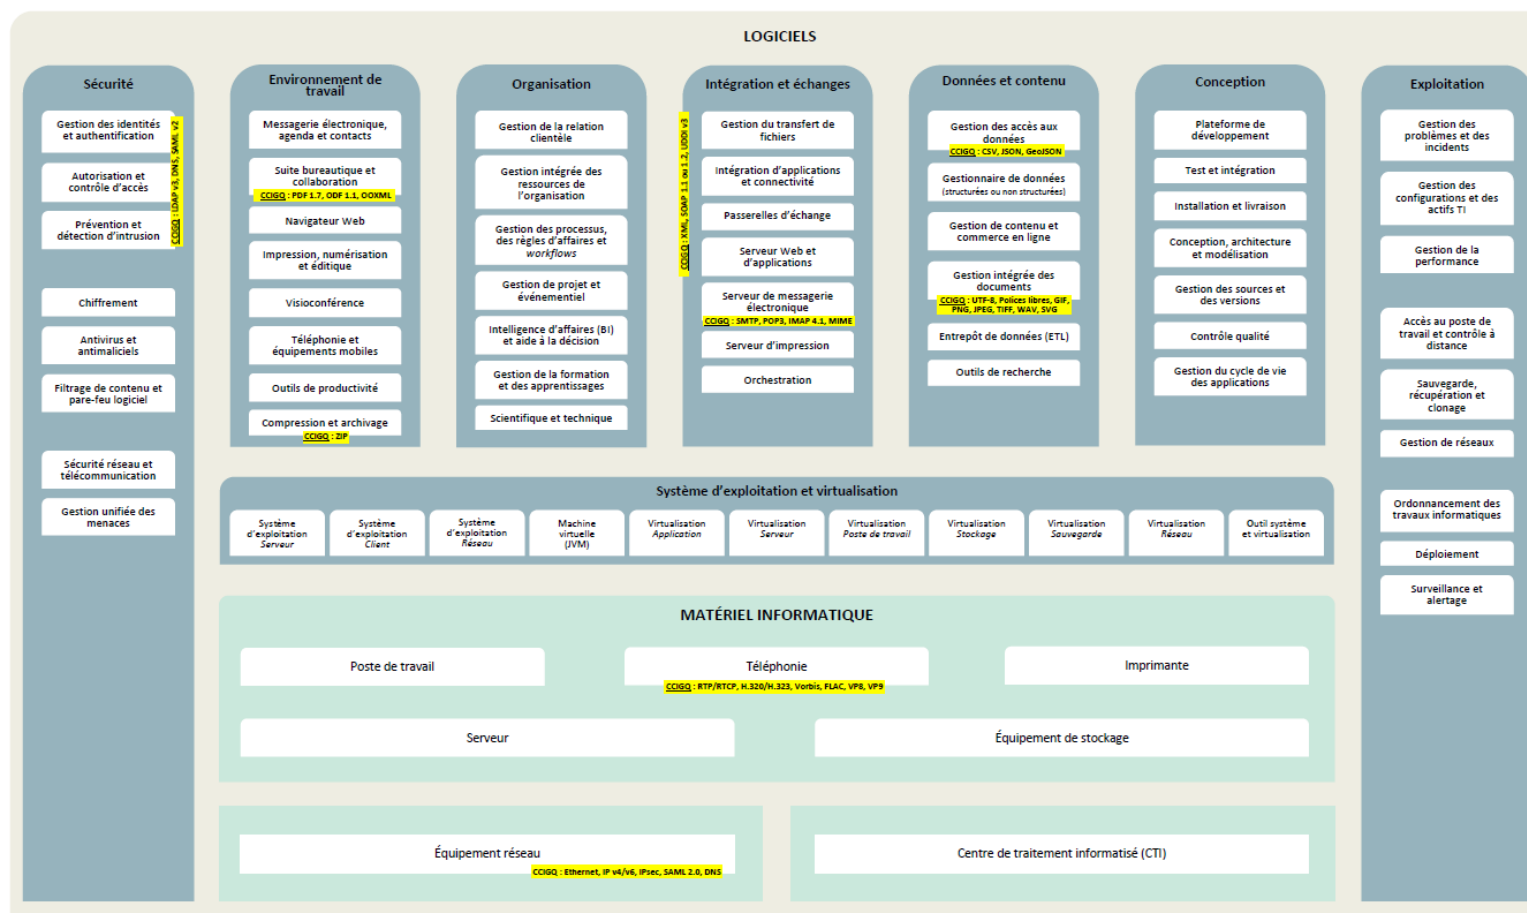 LOGICIELS
Sécurité
Gestion des identités
et authentification
Autorisation et
contrôle d'accès
Prévention et
détection d'intrusion
CCIGQ : LDAP v3, DNS, SAML v2
Chiffrement
Antivirus et
antimaliciels
Filtrage de contenu et
pare-feu logiciel
Sécurité réseau et
télécommunication
Gestion unifiée des
menaces
Environnement de
travail
Messagerie électronique,
agenda et contacts
Suite bureautique et
collaboration
CCIGQ : PDF 1.7, ODF 1.1, OOXML
Navigateur Web
Impression, numérisation
et éditique
Visioconférence
Téléphonie et
équipements mobiles
Outils de productivité
Compression et archivage
CCIGQ : ZIP
Organisation
Gestion de la relation
clientèle
Gestion intégrée des
ressources de
l'organisation
Gestion des processus,
des règles d'affaires et
workflows
Gestion de projet et
événementiel
Intelligence d'affaires (BI)
et aide à la décision
Gestion de la formation
et des apprentissages
Scientifique et technique
Intégration et échanges
CCIGQ : XML, SOAP 1.1 ou 1.2, UDDI v3
Gestion du transfert de
fichiers
Intégration d'applications
et connectivité
Passerelles d'échange
Serveur Web et
d'applications
Serveur de messagerie
électronique
CCIGQ : SMTP, POP3, IMAP 4.1, MIME
Serveur d'impression
Orchestration
Données et contenu
Gestion des accès aux
données
CCIGQ : CSV, JSON, GeoJSON
Gestionnaire de données
(structurées ou non structurées)
Gestion de contenu et
commerce en ligne
Gestion intégrée des
documents
CCIGQ : UTF-8, Polices libres, GIF,
PNG, JPEG, TIFF, WAV, SVG
Entrepôt de données (ETL)
Outils de recherche
Conception
Plateforme de
développement
Test et intégration
Installation et livraison
Conception, architecture
et modélisation
Gestion des sources et
des versions
Contrôle qualité
Gestion du cycle de vie
des applications
Exploitation
Gestion des
problèmes et des
incidents
Gestion des
configurations et des
actifs TI
Gestion de la
performance
Accès au poste de
travail et contrôle à
distance
Sauvegarde,
récupération et
clonage
Gestion de réseaux
Ordonnancement des
travaux informatiques
Déploiement
Surveillance et
alertage
Système d'exploitation et virtualisation
Système
d'exploitation
Serveur
Système
d'exploitation
Client
Système
d'exploitation
Réseau
Machine
virtuelle
(JVM)
Virtualisation
Application
Virtualisation
Serveur
Virtualisation
Poste de travail
Virtualisation
Stockage
Virtualisation
Sauvegarde
Virtualisation
Réseau
Outil système
et virtualisation
MATÉRIEL INFORMATIQUE
Poste de travail
Téléphonie
CCIGQ : RTP/RTCP, H.320/H.323, Vorbis, FLAC, VP8, VP9
Imprimante
Serveur
Équipement de stockage
Équipement réseau
CCIGQ : Ethernet, IP v4/v6, IPsec, SAML 2.0, DNS
Centre de traitement informatisé (CTI)